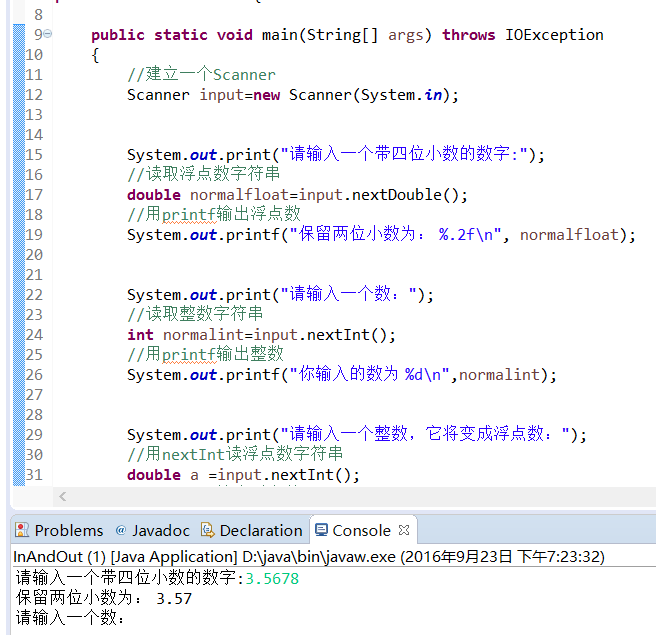 8
9 public static void main(String[] args) throws IOException
10 {
11 //建立一个Scanner
12 Scanner input=new Scanner(System.in);
13
14
15 System.out.print("请输入一个带四位小数的数字:");
16 //读取浮点数字符串
17 double normalfloat=input.nextDouble();
18 //用printf输出浮点数
19 System.out.printf("保留两位小数为： %.2f\n", normalfloat);
20
21
22 System.out.print("请输入一个数：");
23 //读取整数字符串
24 int normalint=input.nextInt();
25 //用printf输出整数
26 System.out.printf("你输入的数为 %d\n",normalint);
27
28
29 System.out.print("请输入一个整数，它将变成浮点数：");
30 //用nextInt读浮点数字符串
31 double a =input.nextInt();
Problems @ Javadoc Declaration Console
InAndOut (1) [Java Application] D:\java\bin\javaw.exe (2016年9月23日 下午7:23:32)
请输入一个带四位小数的数字:3.5678
保留两位小数为： 3.57
请输入一个数：